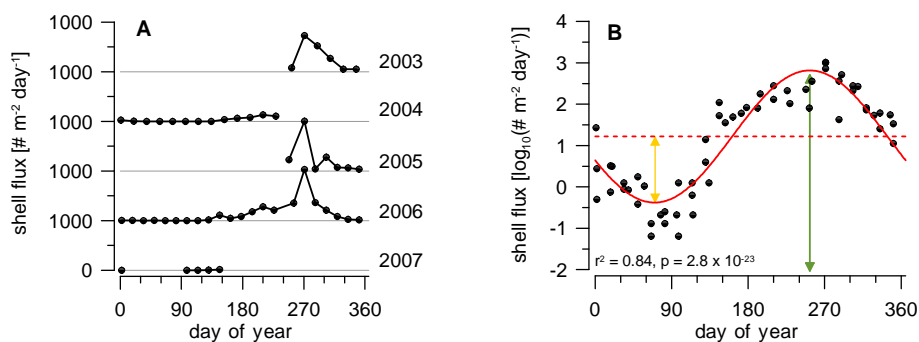 A
shell flux [# m⁻² day⁻¹]
1000
1000
1000
1000
1000
0
2003
2004
2005
2006
2007
0 90 180 270 360
day of year
B
shell flux [log₁₀(# m⁻² day⁻¹)]
4
3
2
1
0
-1
-2
r² = 0.84, p = 2.8 x 10⁻²³
0 90 180 270 360
day of year